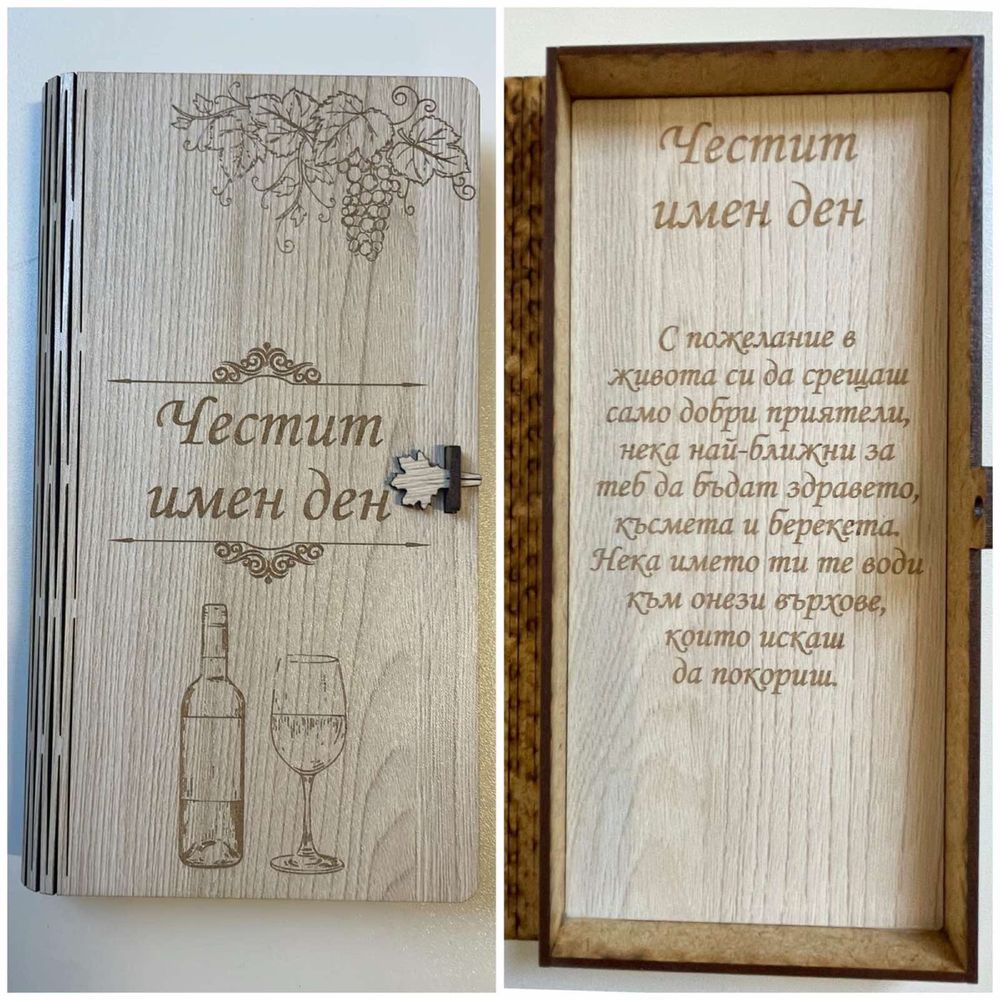 Честит
имен ден
Честит
имен ден
С пожелание в
живота си да срещаш
само добри приятели,
нека най-ближни за
теб да бъдат здравето,
късмета и берекета.
Нека името ти те води
към онези върхове,
които искаш
да покориш.